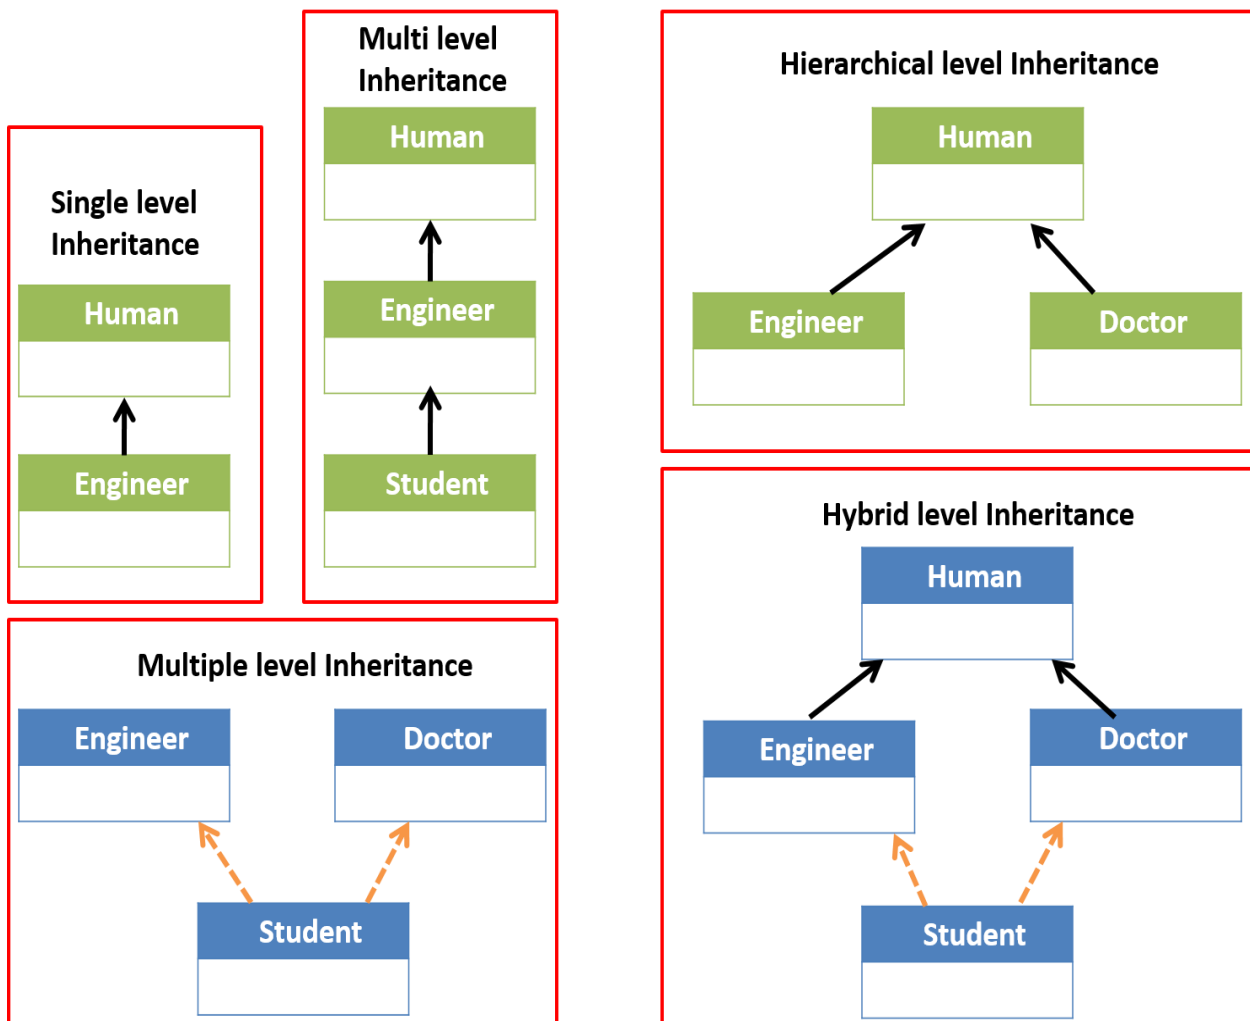 Single level
Inheritance
Human
Engineer
Multi level
Inheritance
Human
Engineer
Student
Hierarchical level Inheritance
Human
Engineer
Doctor
Multiple level Inheritance
Engineer
Doctor
Student
Hybrid level Inheritance
Human
Engineer
Doctor
Student